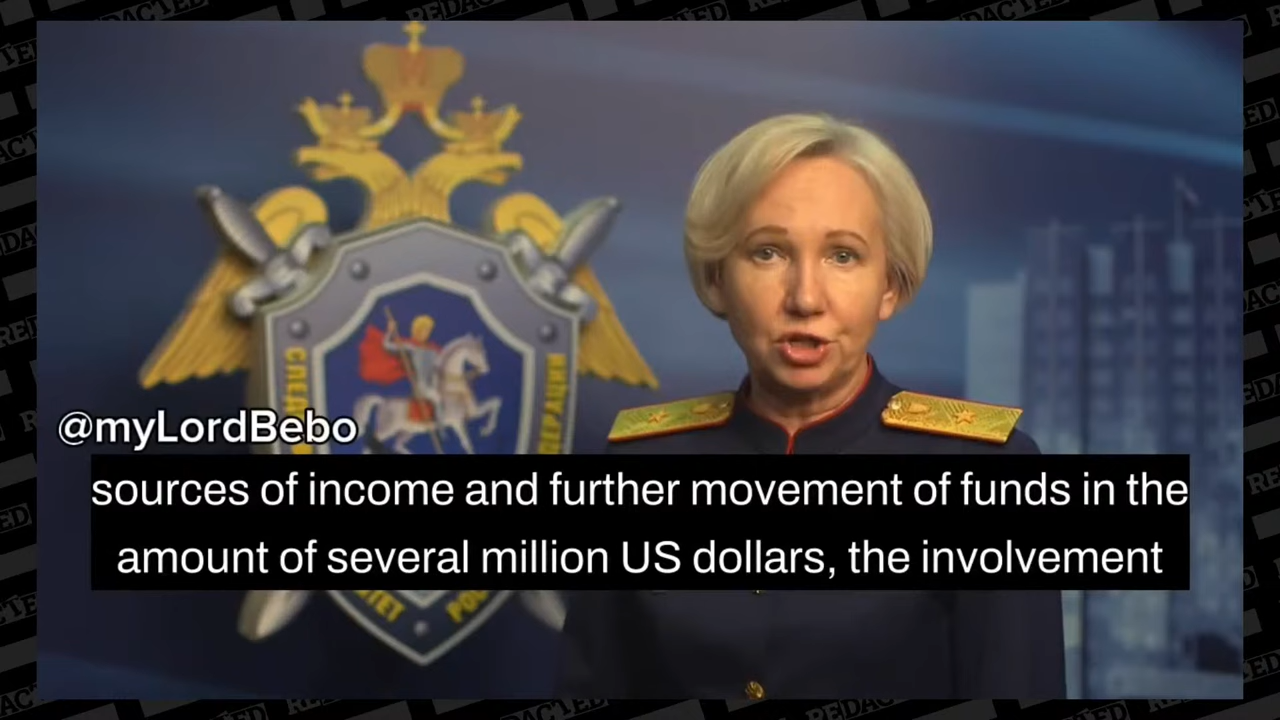 @myLordBebo
sources of income and further movement of funds in the
amount of several million US dollars, the involvement
REDACTED